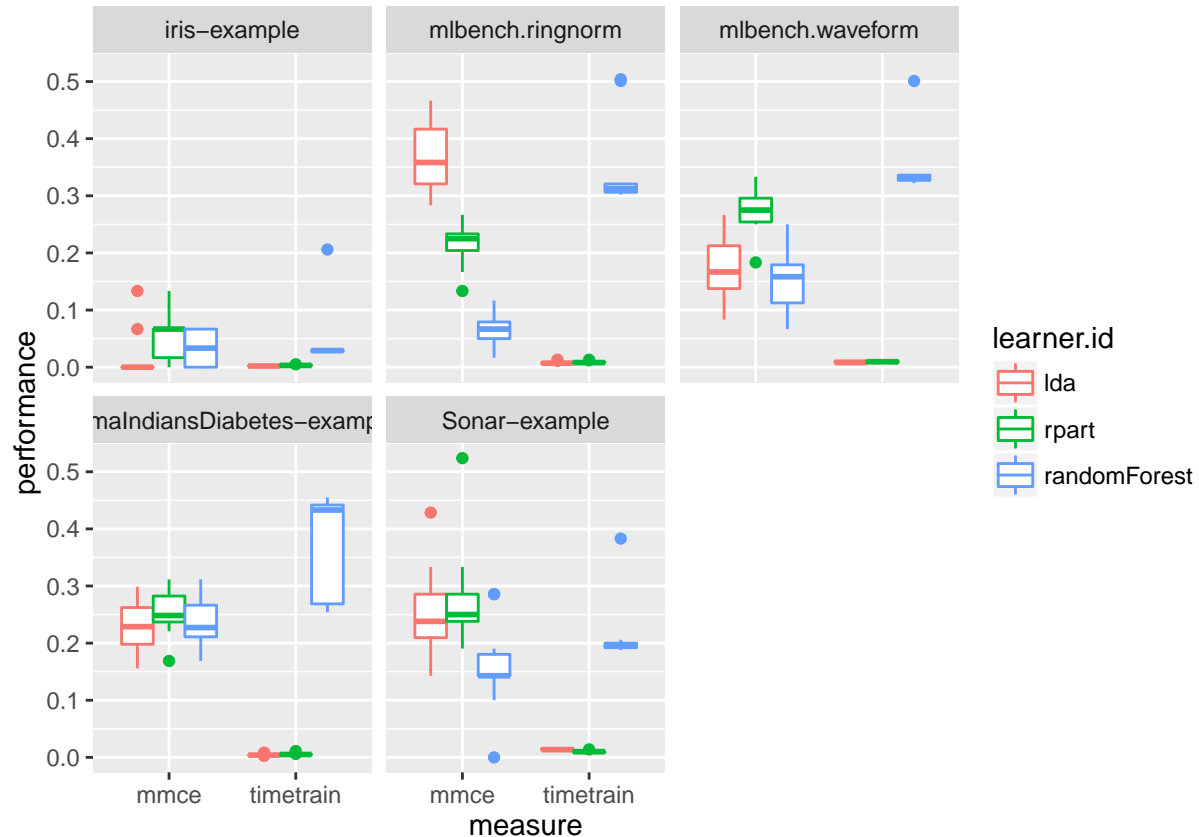 iris−example
mlbench.ringnorm
mlbench.waveform
0.5
0.4
0.3
0.2
0.1
0.0
maIndiansDiabetes−examp
Sonar−example
0.5
0.4
0.3
0.2
0.1
0.0
mmce
timetrain
mmce
timetrain
measure
performance
learner.id
lda
rpart
randomForest